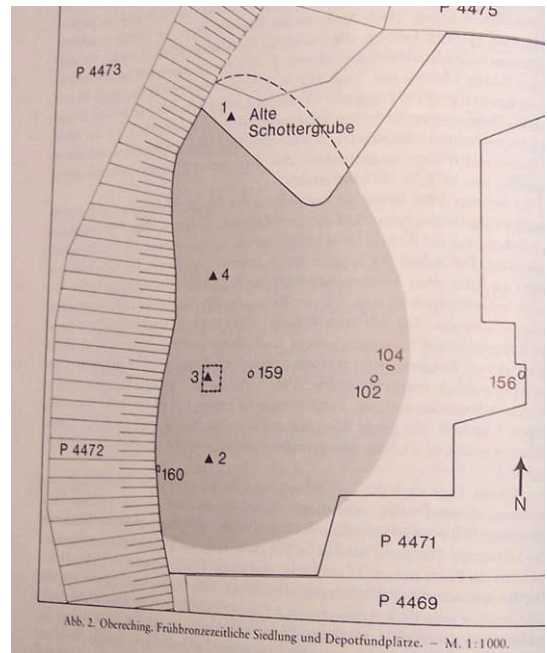 P 4475
P 4473
1
Alte
Schottergrube
4
104
3
159
102
156
P 4472
2
160
N
P 4471
P 4469
Abb. 2. Obereching. Frühbronzezeitliche Siedlung und Depotfundplätze. – M. 1:1000.